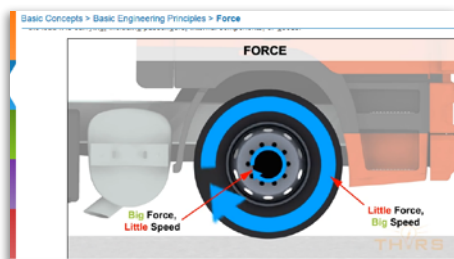 Basic Concepts > Basic Engineering Principles > Force
FORCE
Big Force,
Little Speed
Little Force,
Big Speed